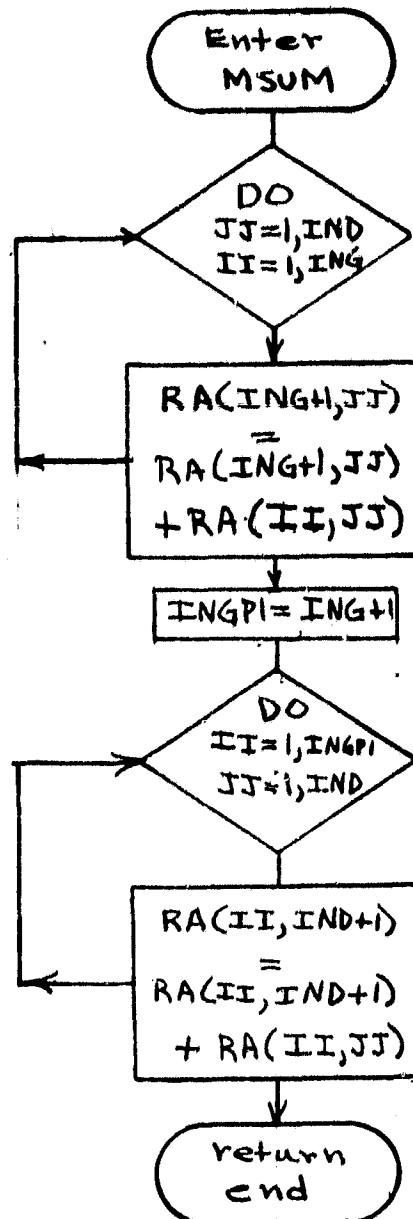 Enter
MSUM
DO
JJ=1,IND
II=1,ING
RA(ING+1,JJ)
=
RA(ING+1,JJ)
+RA(II,JJ)
INGP1=ING+1
DO
II=1,INGP1
JJ=1,IND
RA(II,IND+1)
=
RA(II,IND+1)
+ RA(II,JJ)
return
end